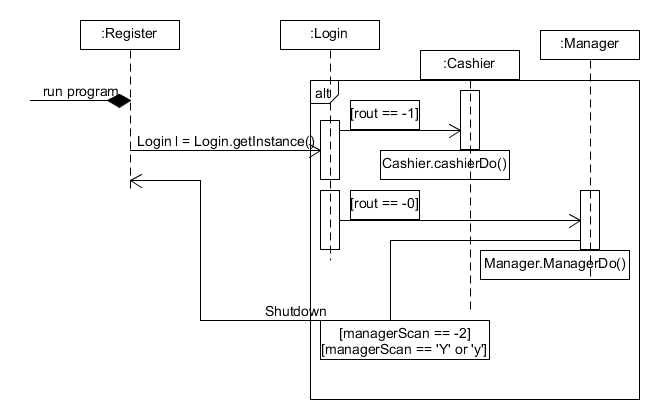 :Register
:Login
:Cashier
:Manager
run program
alt
[rout == -1]
Login l = Login.getInstance()
Cashier.cashierDo()
[rout == -0]
Manager.ManagerDo()
Shutdown
[managerScan == -2]
[managerScan == 'Y' or 'y']